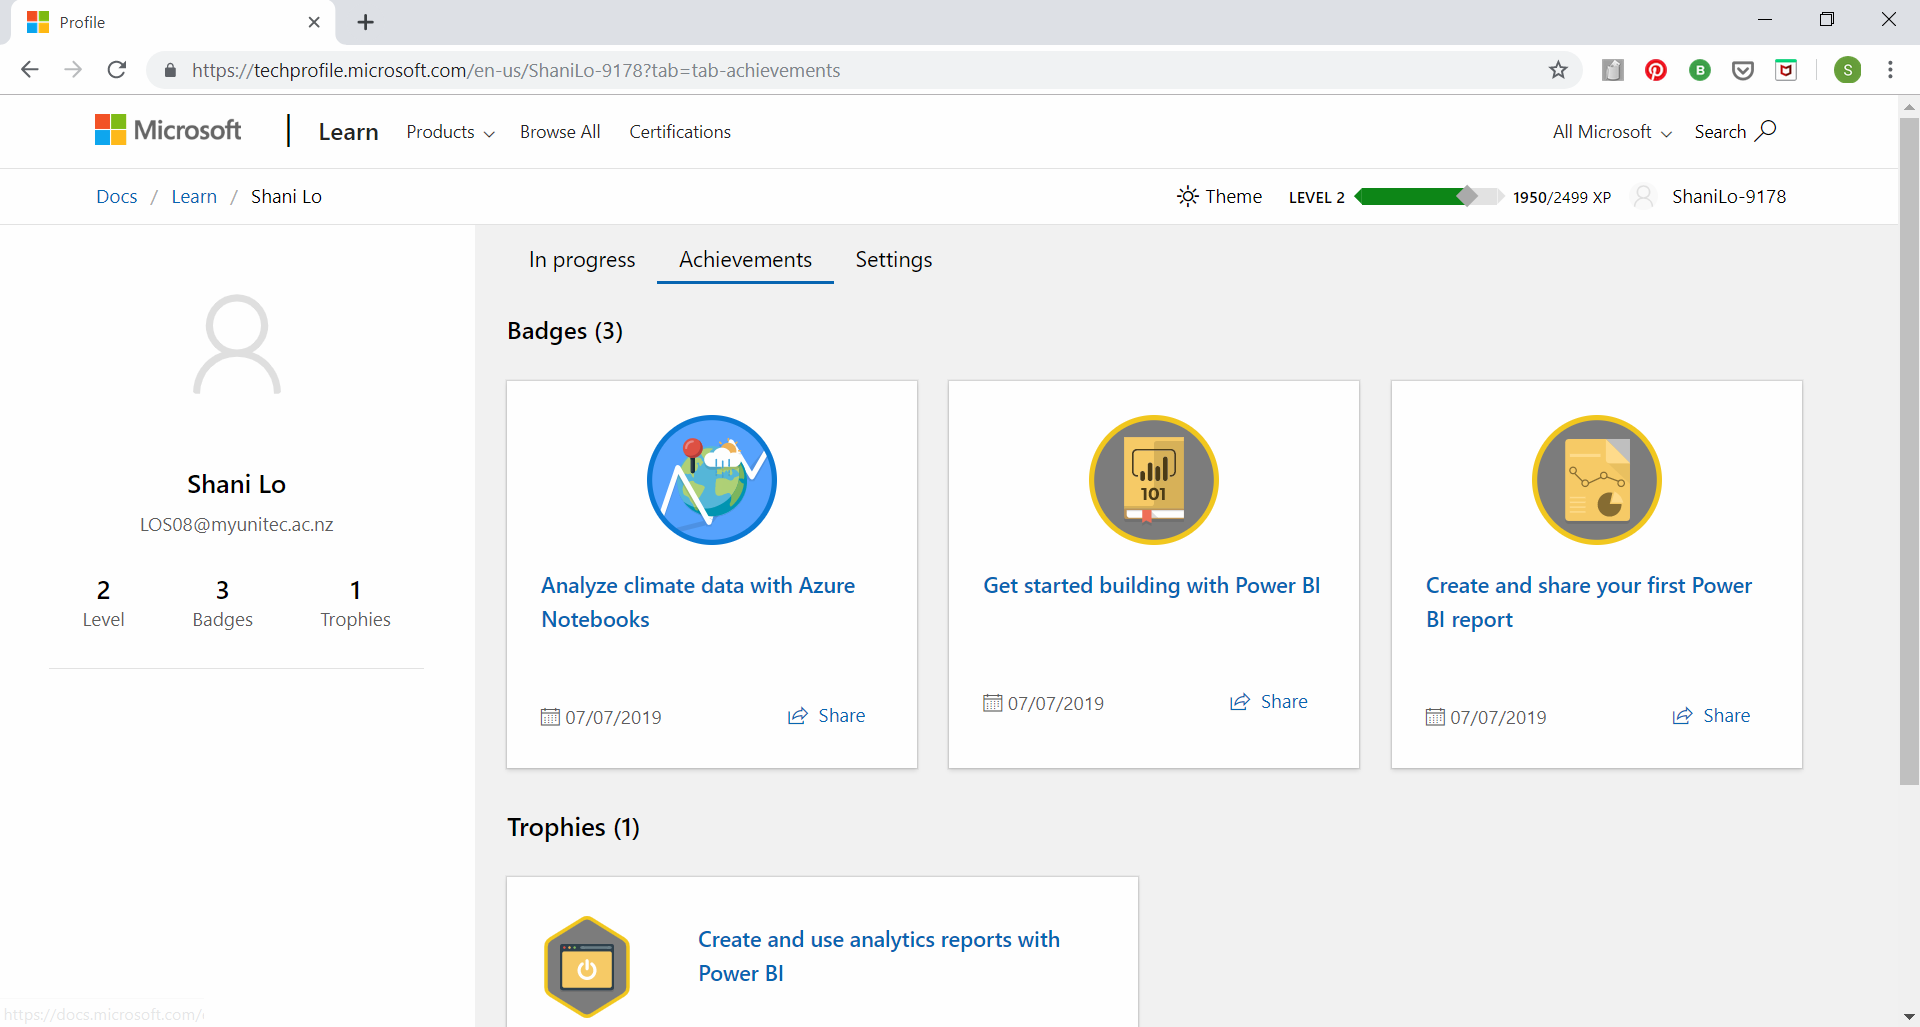 Profile
https://techprofile.microsoft.com/en-us/ShaniLo-9178?tab=tab-achievements
S
Microsoft
Learn
Products
Browse All
Certifications
All Microsoft
Search
Docs / Learn / Shani Lo
Theme
LEVEL 2
1950/2499 XP
ShaniLo-9178
In progress
Achievements
Settings
Shani Lo
LOS08@myunitec.ac.nz
2
Level
3
Badges
1
Trophies
Badges (3)
Analyze climate data with Azure
Notebooks
07/07/2019
Share
101
Get started building with Power BI
07/07/2019
Share
Create and share your first Power
BI report
07/07/2019
Share
Trophies (1)
Create and use analytics reports with
Power BI
https://docs.microsoft.com/